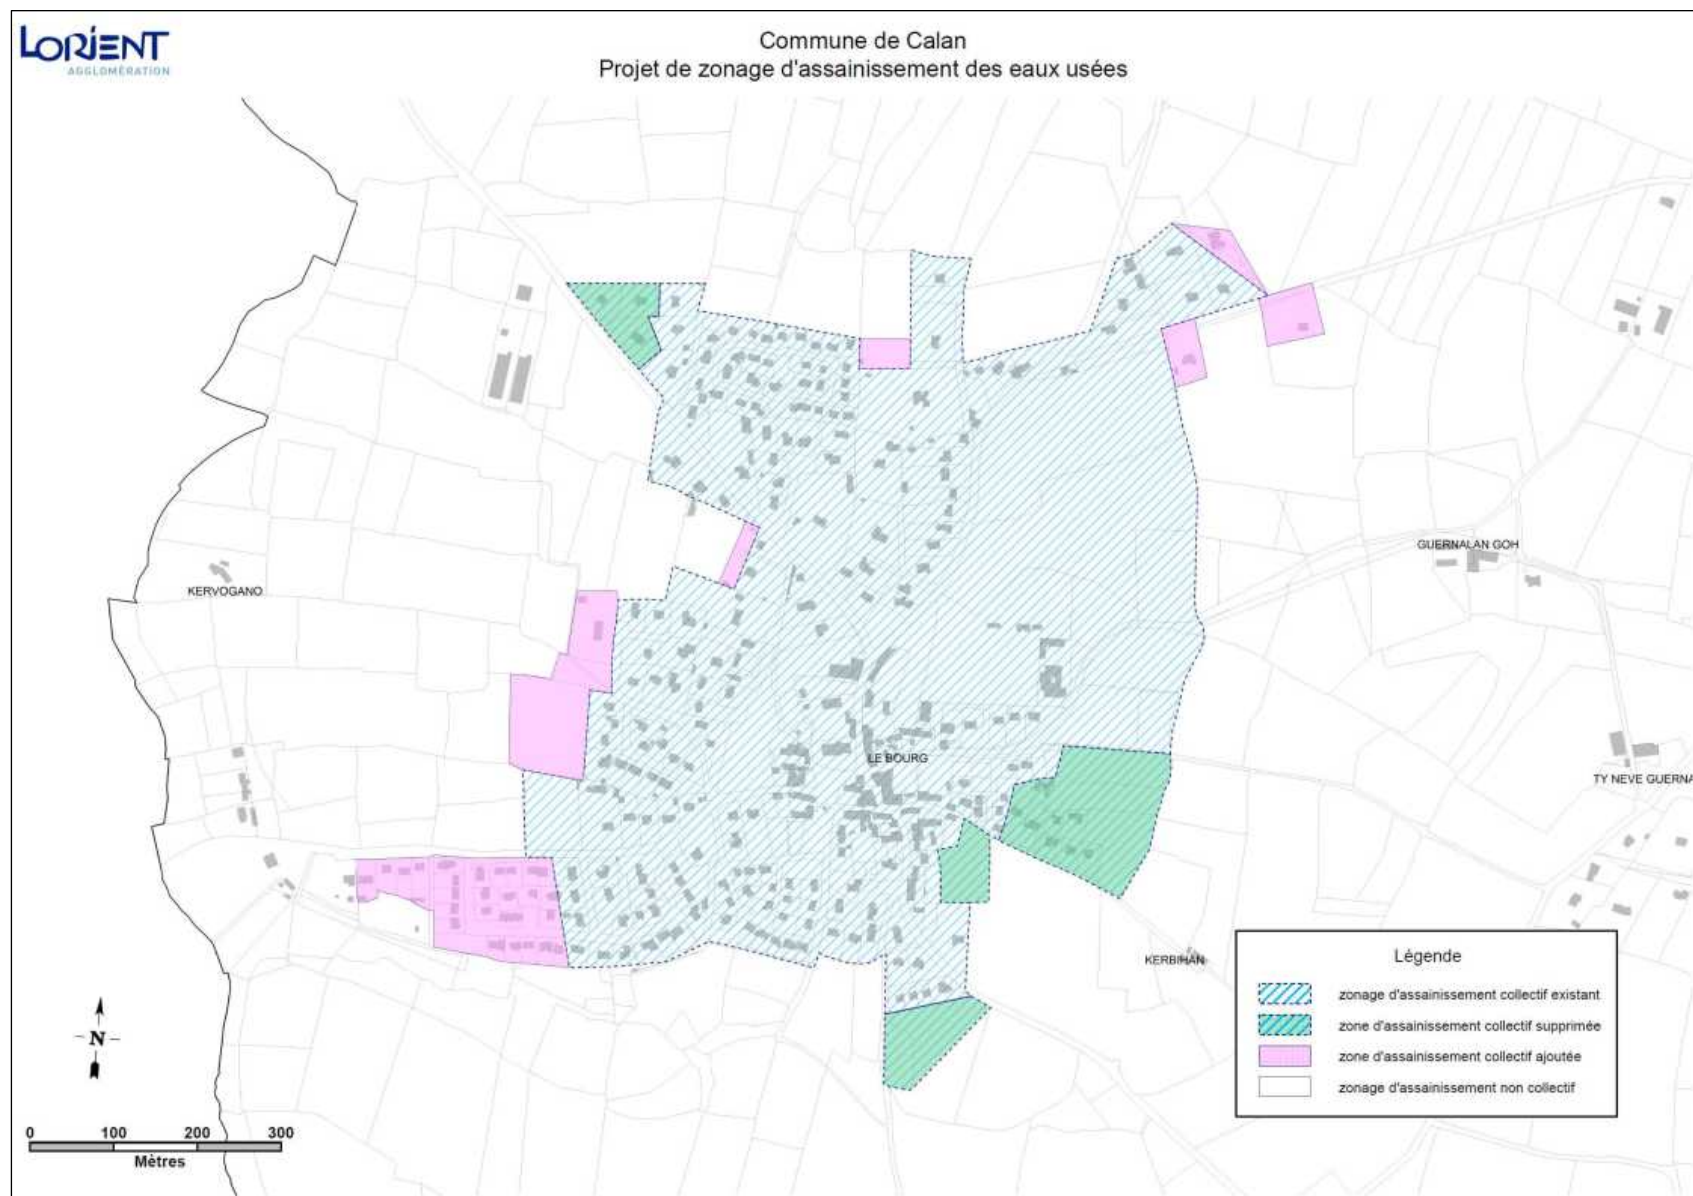 LORIENT
AGGLOMÉRATION
Commune de Calan
Projet de zonage d'assainissement des eaux usées
GUERNALAN GOH
KERVOGANO
LE BOURG
TY NEVE GUERNA
KERBIHAN
Légende
zonage d'assainissement collectif existant
zone d'assainissement collectif supprimée
zone d'assainissement collectif ajoutée
zonage d'assainissement non collectif
N
0 100 200 300
Mètres